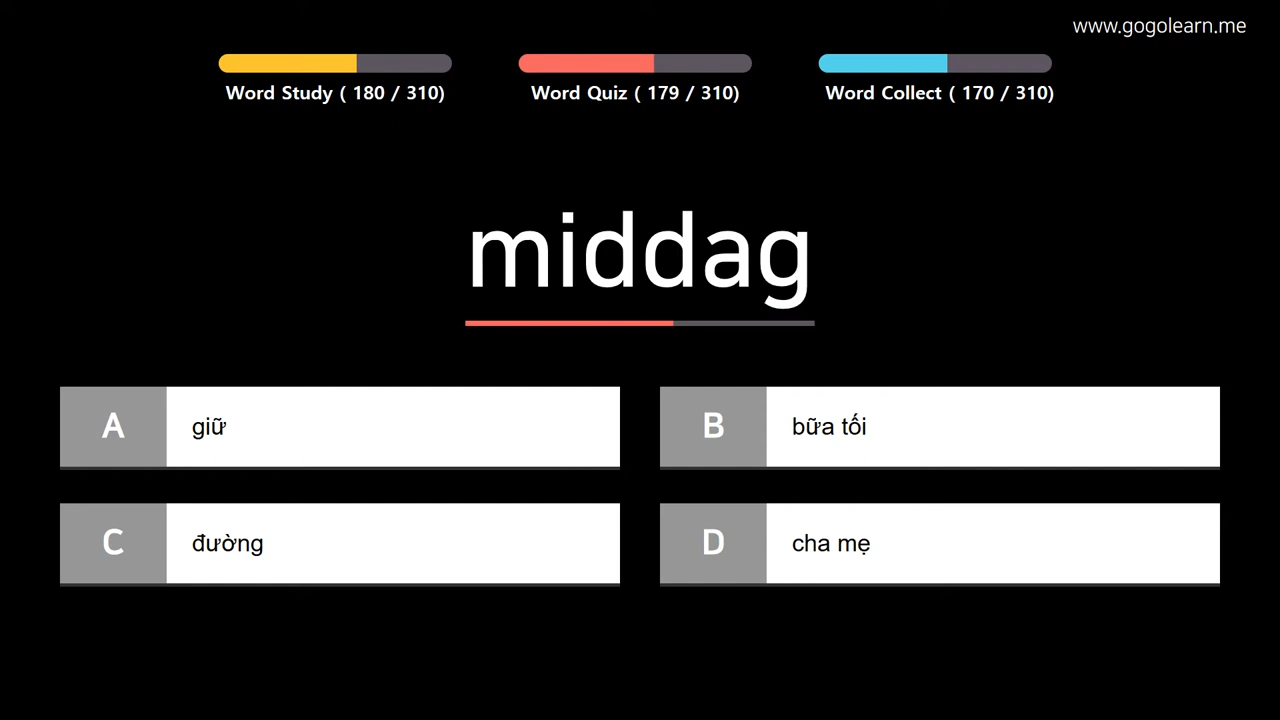 www.gogolearn.me
Word Study ( 180 / 310)
Word Quiz ( 179 / 310)
Word Collect ( 170 / 310)
middag
A
giữ
B
bữa tối
C
đường
D
cha mẹ